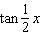 tan 1/2 x